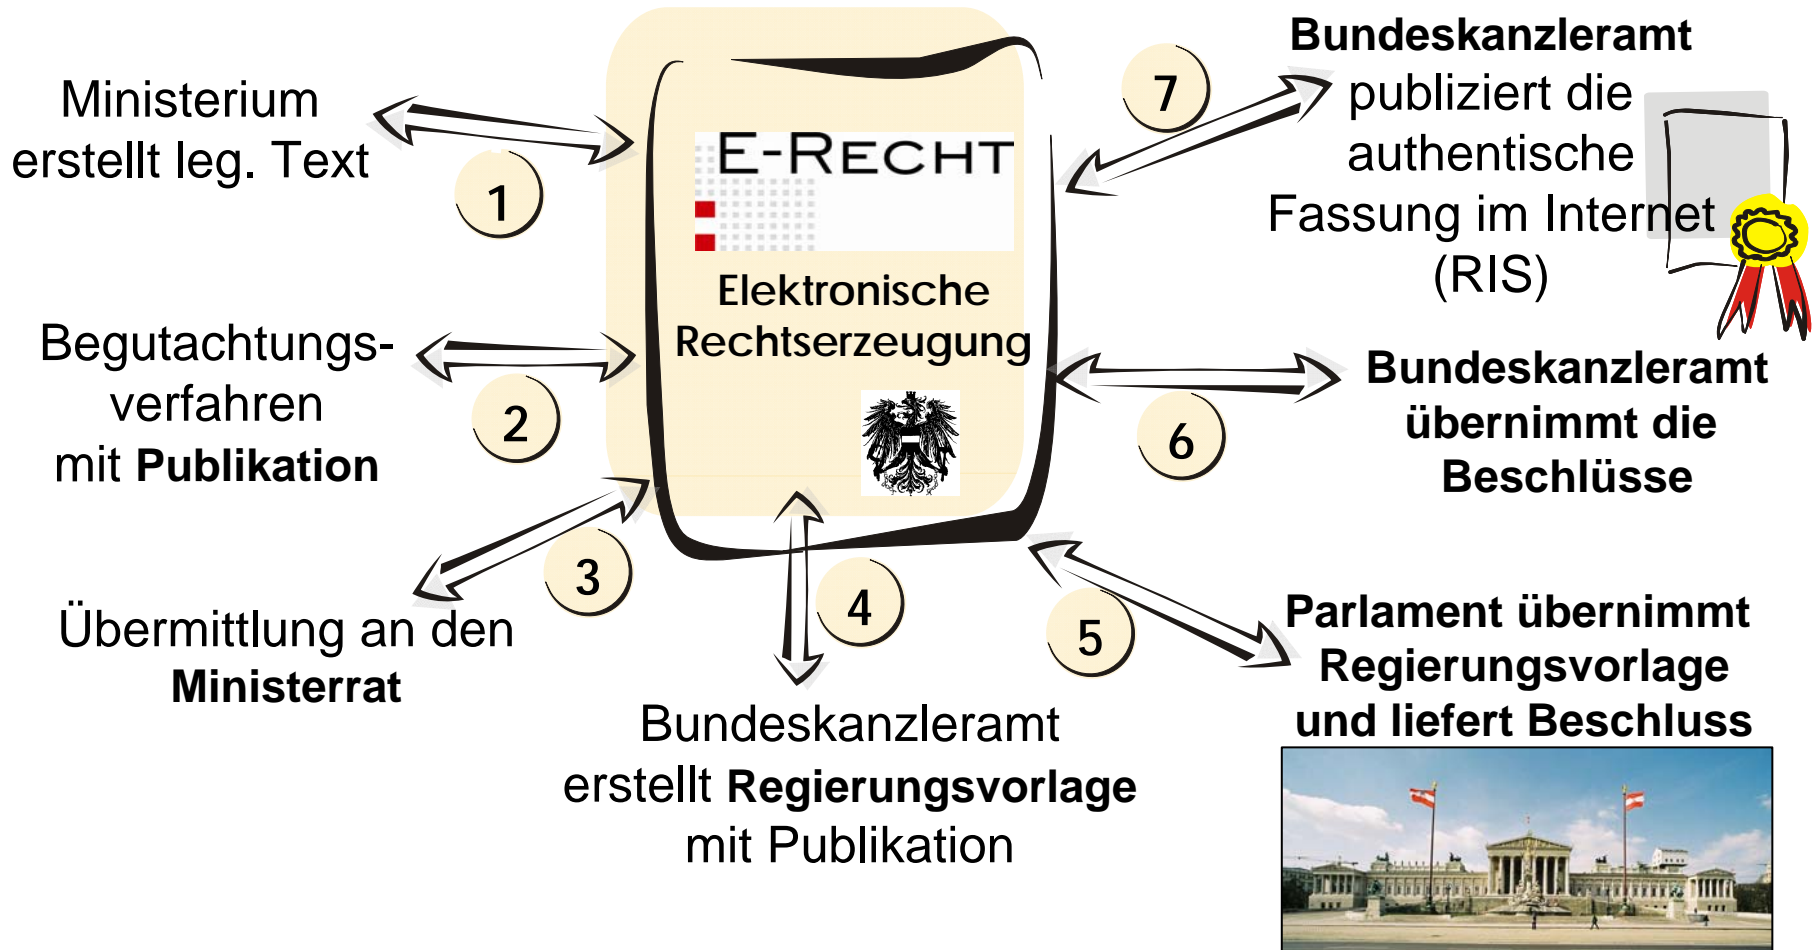 Ministerium
erstellt leg. Text
1
Begutachtungs-
verfahren
mit Publikation
2
Übermittlung an den
Ministerrat
3
E-RECHT
Elektronische
Rechtserzeugung
4
Bundeskanzleramt
erstellt Regierungsvorlage
mit Publikation
5
Parlament übernimmt
Regierungsvorlage
und liefert Beschluss
6
Bundeskanzleramt
übernimmt die
Beschlüsse
7
Bundeskanzleramt
publiziert die
authentische
Fassung im Internet
(RIS)